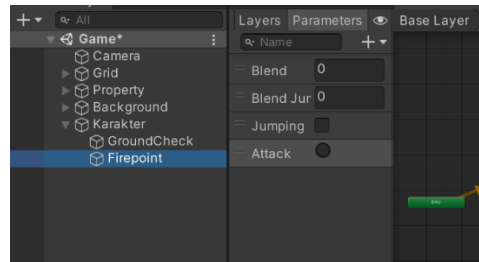 All
Game*
Camera
Grid
Property
Background
Karakter
GroundCheck
Firepoint
Layers Parameters Base Layer
Name
Blend 0
Blend Jur 0
Jumping
Attack
Entry